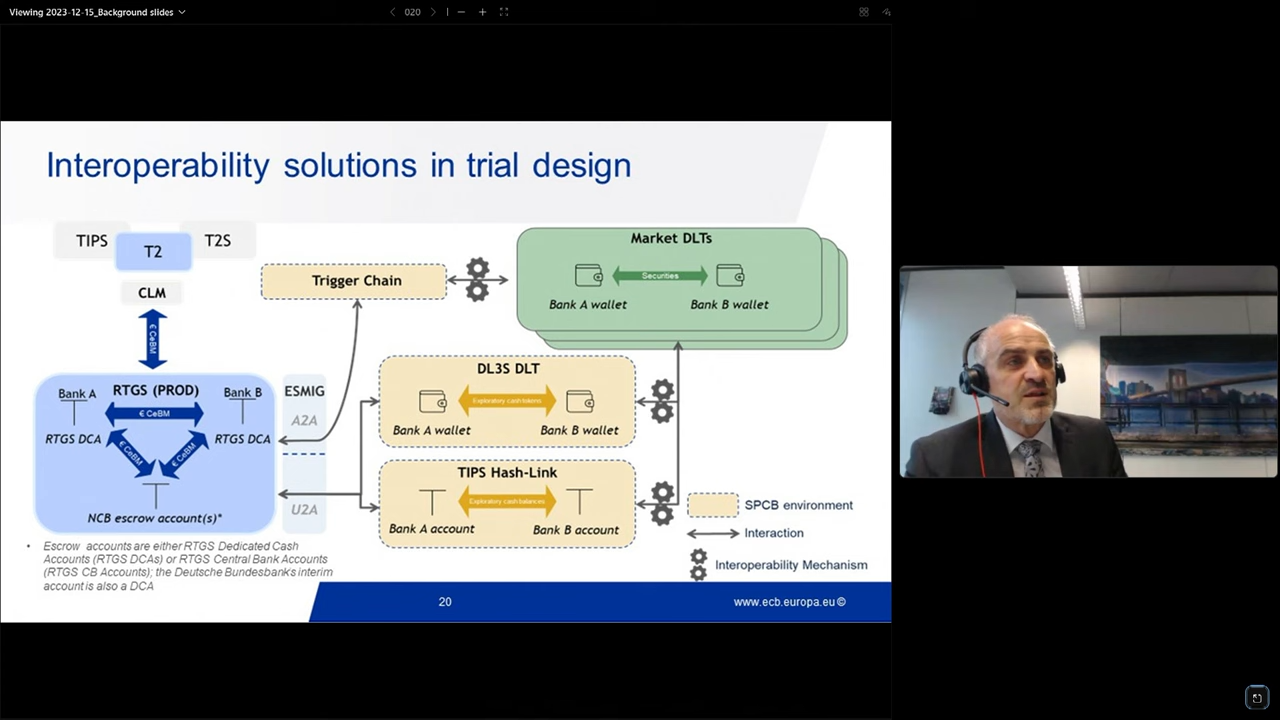 Viewing 2023-12-15_Background slides
020
Interoperability solutions in trial design
TIPS
T2
T2S
CLM
€ CeBM
Bank A
RTGS (PROD)
Bank B
€ CeBM
RTGS DCA
RTGS DCA
€ CeBM
€ CeBM
NCB escrow account(s)*
ESMIG
A2A
U2A
Trigger Chain
Market DLTs
Securities
Bank A wallet
Bank B wallet
DL3S DLT
Exploratory cash tokens
Bank A wallet
Bank B wallet
TIPS Hash-Link
Exploratory cash balances
Bank A account
Bank B account
SPCB environment
Interaction
Interoperability Mechanism
• Escrow accounts are either RTGS Dedicated Cash
Accounts (RTGS DCAs) or RTGS Central Bank Accounts
(RTGS CB Accounts); the Deutsche Bundesbank's interim
account is also a DCA
20
www.ecb.europa.eu ©